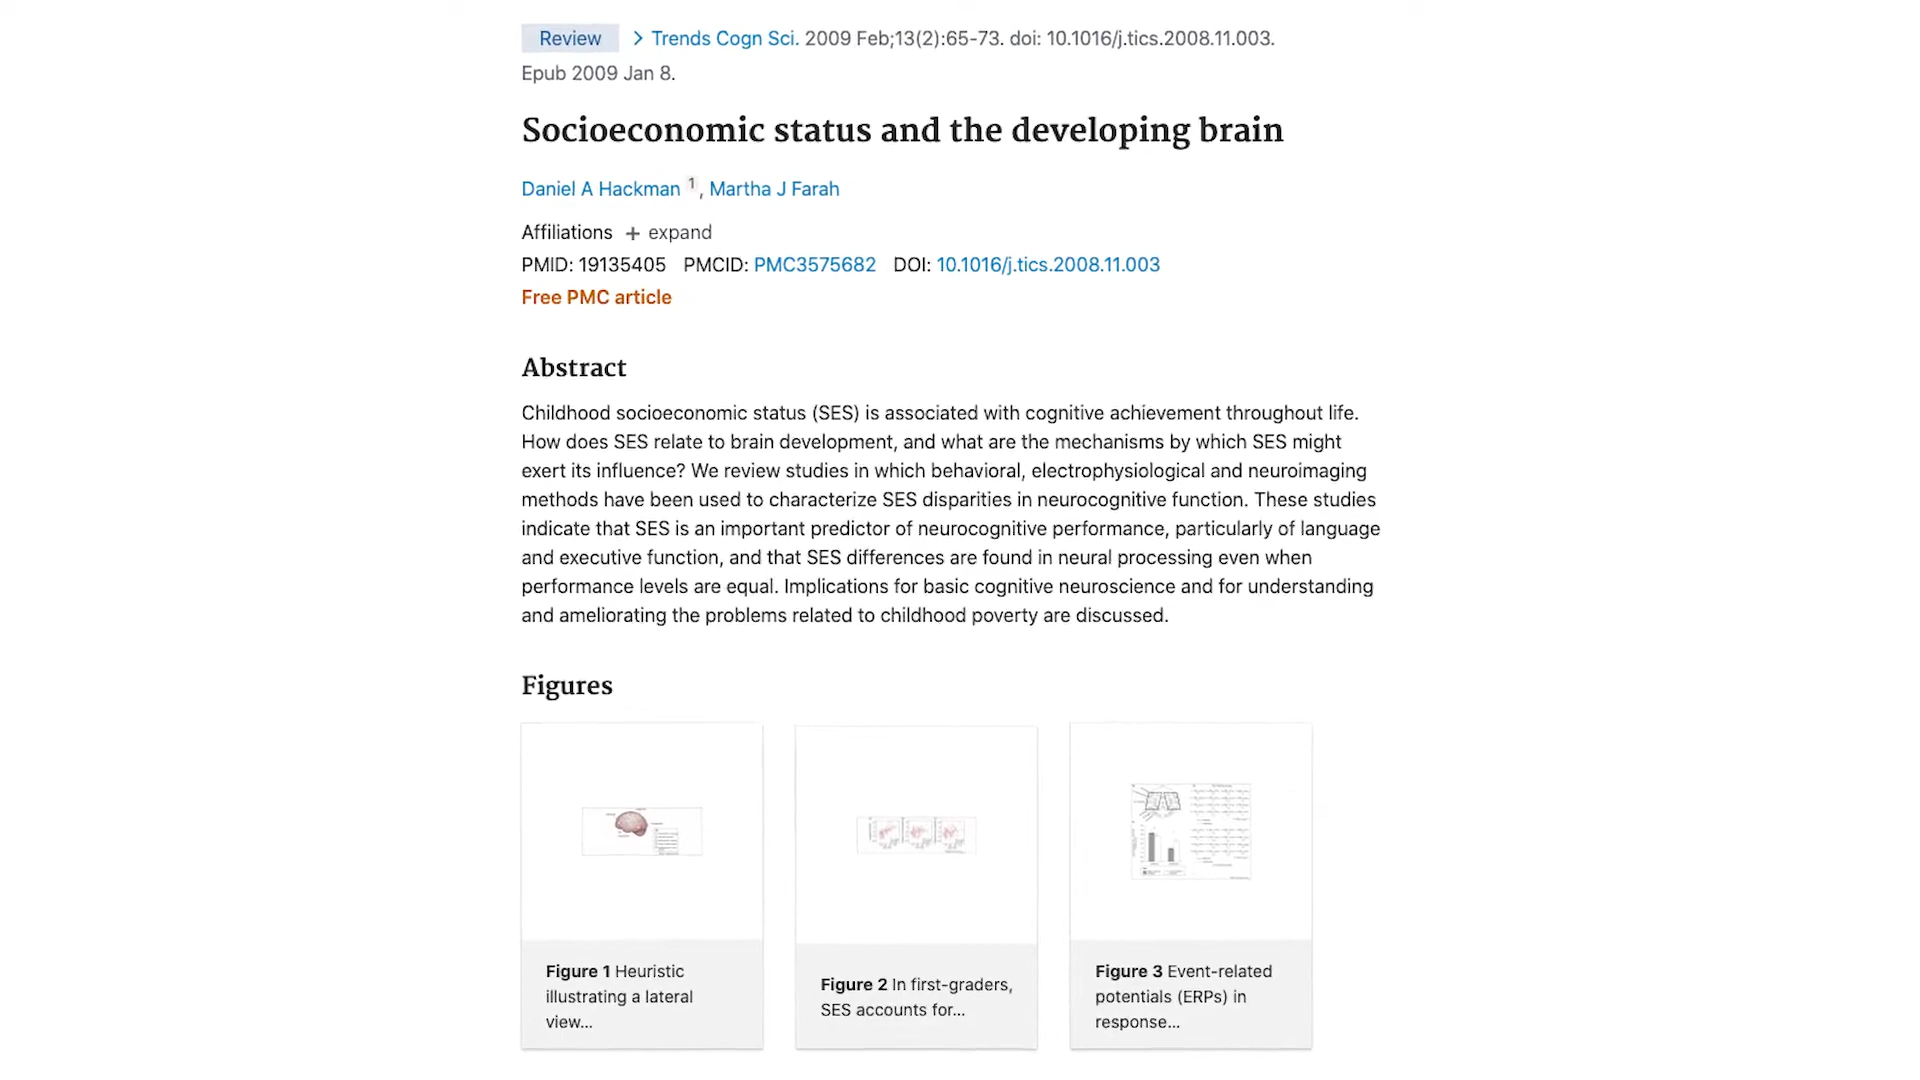 Review > Trends Cogn Sci. 2009 Feb;13(2):65-73. doi: 10.1016/j.tics.2008.11.003.
Epub 2009 Jan 8.
Socioeconomic status and the developing brain
Daniel A Hackman 1, Martha J Farah
Affiliations + expand
PMID: 19135405 PMCID: PMC3575682 DOI: 10.1016/j.tics.2008.11.003
Free PMC article
Abstract
Childhood socioeconomic status (SES) is associated with cognitive achievement throughout life.
How does SES relate to brain development, and what are the mechanisms by which SES might
exert its influence? We review studies in which behavioral, electrophysiological and neuroimaging
methods have been used to characterize SES disparities in neurocognitive function. These studies
indicate that SES is an important predictor of neurocognitive performance, particularly of language
and executive function, and that SES differences are found in neural processing even when
performance levels are equal. Implications for basic cognitive neuroscience and for understanding
and ameliorating the problems related to childhood poverty are discussed.
Figures
Figure 1 Heuristic
illustrating a lateral
view...
Figure 2 In first-graders,
SES accounts for...
Figure 3 Event-related
potentials (ERPs) in
response...